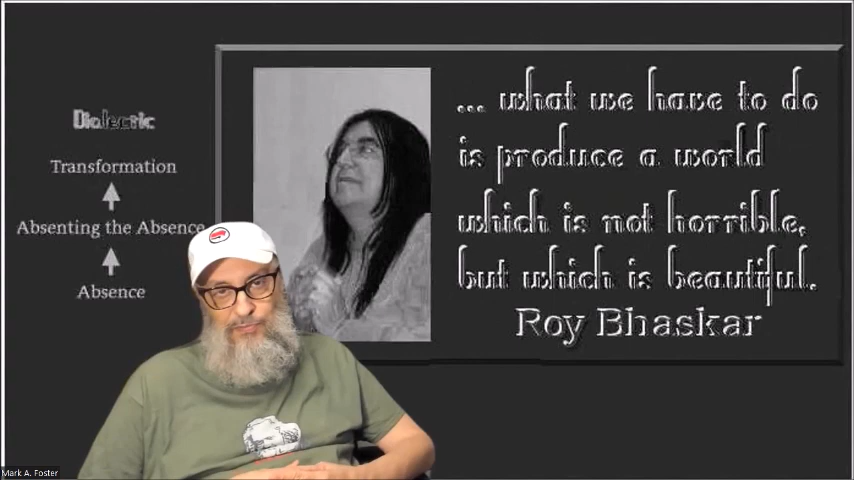 Dialectic
Transformation
Absenting the Absence
Absence
... what we have to do
is produce a world
which is not horrible,
but which is beautiful.
Roy Bhaskar
Mark A. Foster